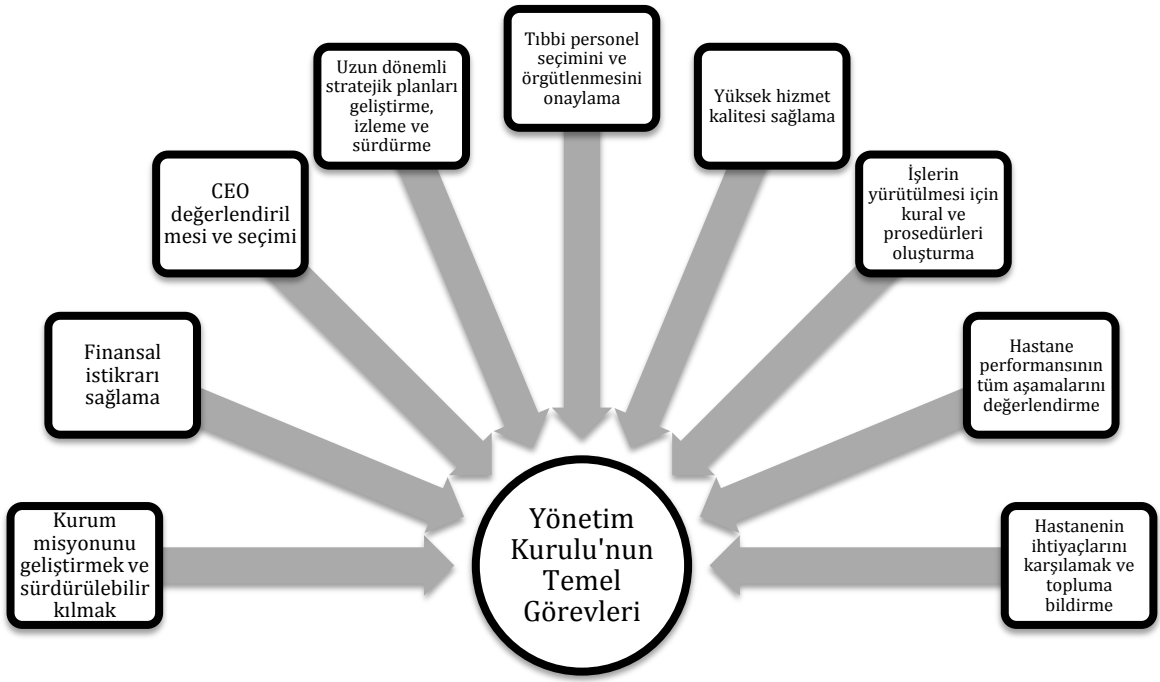 Kurum
misyonunu
geliştirmek ve
sürdürülebilir
kılmak
Finansal
istikrarı
sağlama
CEO
değerlendiril
mesi ve seçimi
Uzun dönemli
stratejik planları
geliştirme,
izleme ve
sürdürme
Tıbbi personel
seçimini ve
örgütlenmesini
onaylama
Yüksek hizmet
kalitesi sağlama
İşlerin
yürütülmesi için
kural ve
prosedürleri
oluşturma
Hastane
performansının
tüm aşamalarını
değerlendirme
Hastanenin
ihtiyaçlarını
karşılamak ve
topluma
bildirme
Yönetim
Kurulu'nun
Temel
Görevleri